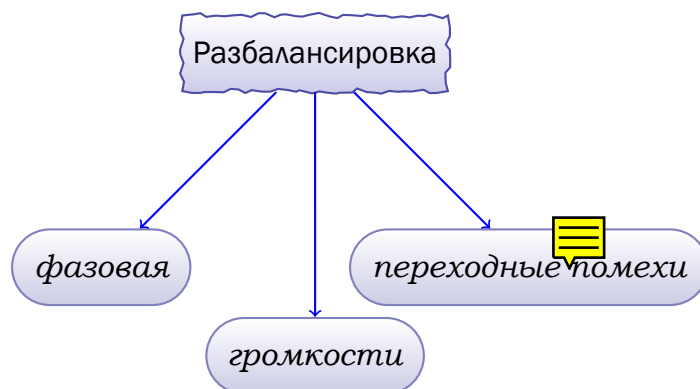 Разбалансировка
фазовая
переходные помехи
громкости